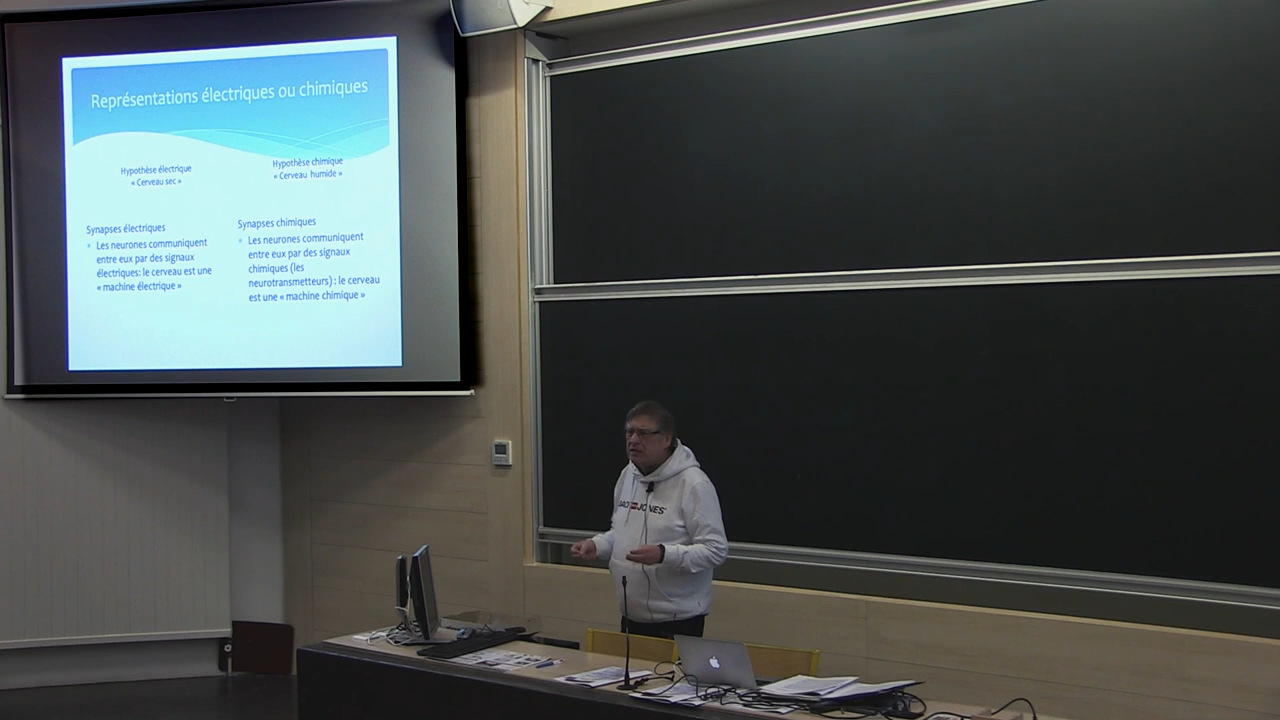 Représentations électriques ou chimiques
Hypothèse électrique
« Cerveau sec »
Hypothèse chimique
« Cerveau humide »
Synapses électriques
Les neurones communiquent
entre eux par des signaux
électriques: le cerveau est une
« machine électrique »
Synapses chimiques
Les neurones communiquent
entre eux par des signaux
chimiques (les
neurotransmetteurs) : le cerveau
est une « machine chimique »
JONES